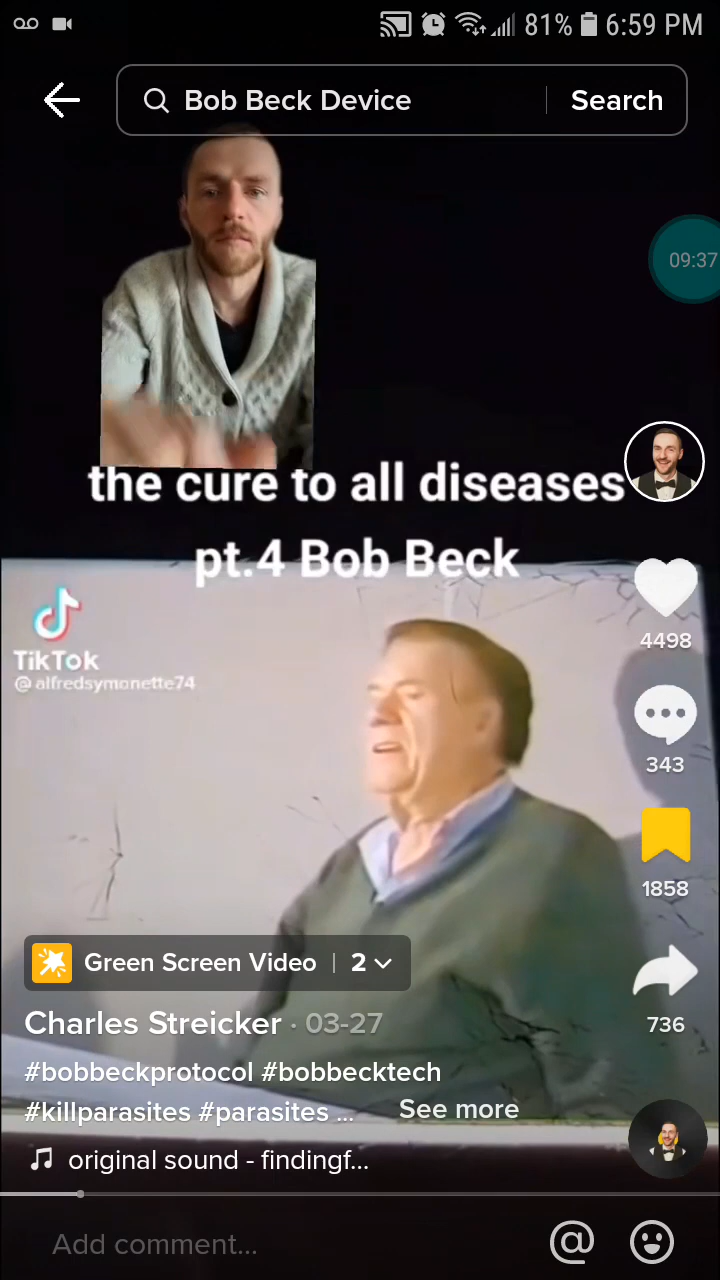 81% 6:59 PM
Bob Beck Device
Search
09:37
the cure to all diseases
pt.4 Bob Beck
TikTok
@alfredsymonette74
4498
343
1858
736
Green Screen Video | 2
Charles Streicker · 03-27
#bobbeckprotocol #bobbecktech
#killparasites #parasites ... See more
original sound - findingf...
Add comment...